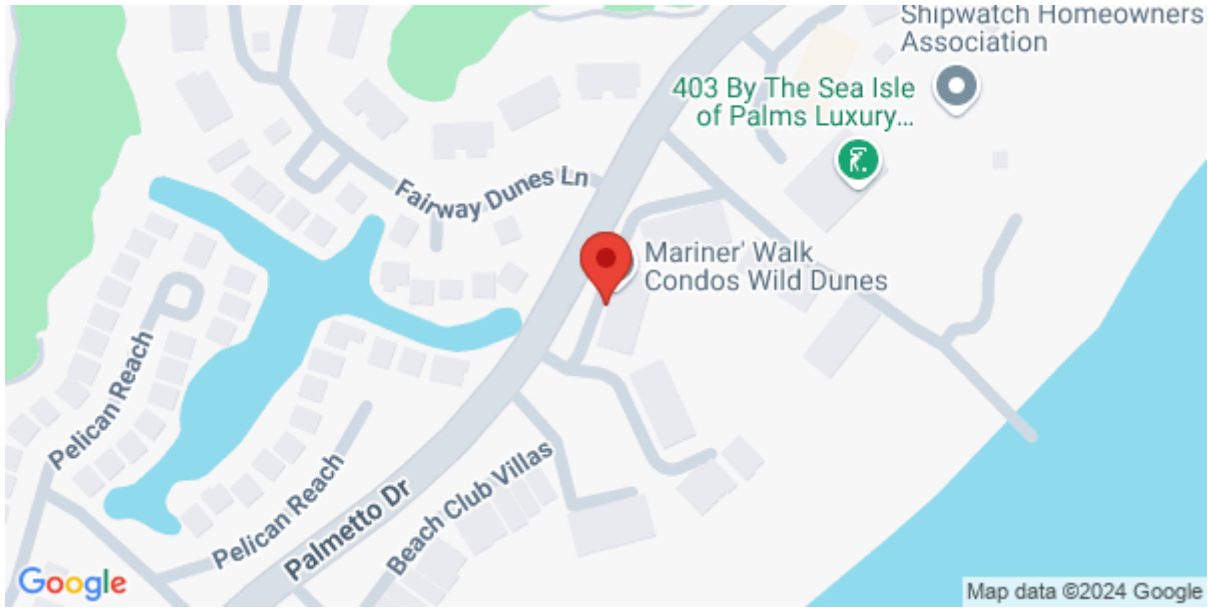 Shipwatch Homeowners
Association
403 By The Sea Isle
of Palms Luxury...
Fairway Dunes Ln
Mariner' Walk
Condos Wild Dunes
Pelican Reach
Pelican Reach
Palmetto Dr
Beach Club Villas
Google
Map data ©2024 Google